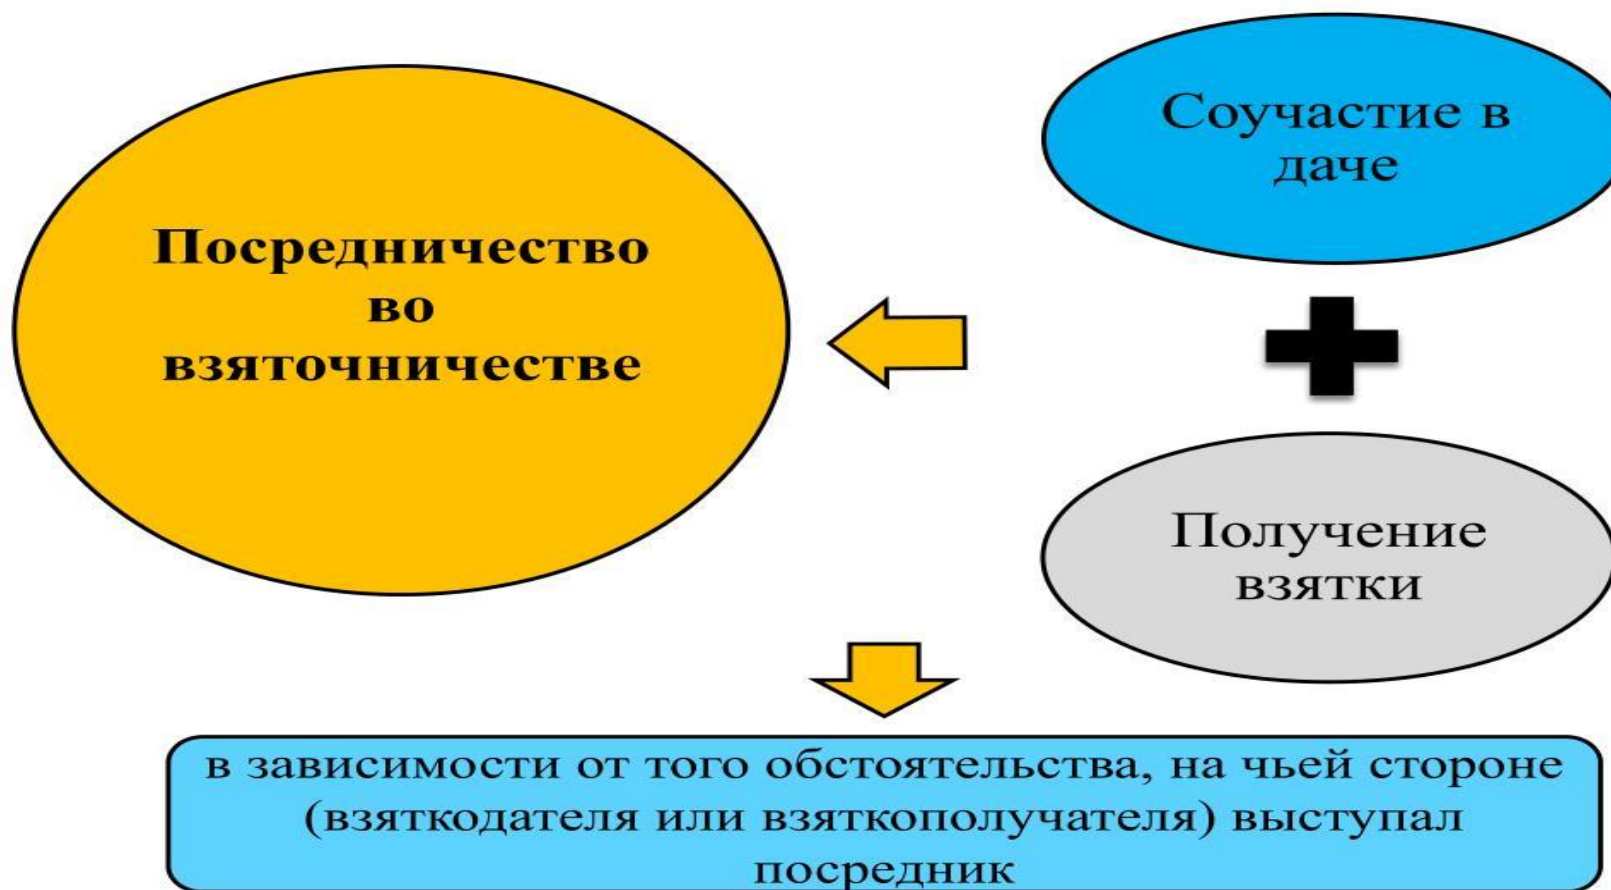 Посредничество
во
взяточничестве
Соучастие в
даче
Получение
взятки
в зависимости от того обстоятельства, на чьей стороне
(взяткодателя или взяткополучателя) выступал
посредник